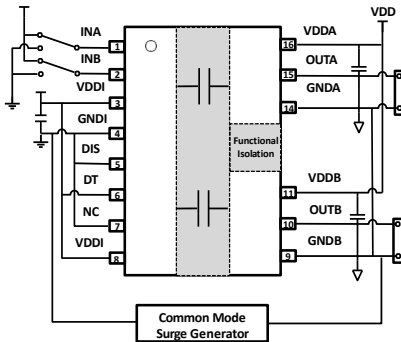 VDD
INA
1
INB
2
VDDI
3
GNDI
4
DIS
5
DT
6
NC
7
VDDI
8
Functional
Isolation
VDDA
16
OUTA
15
GNDA
14
VDDB
11
OUTB
10
GNDB
9
Common Mode
Surge Generator